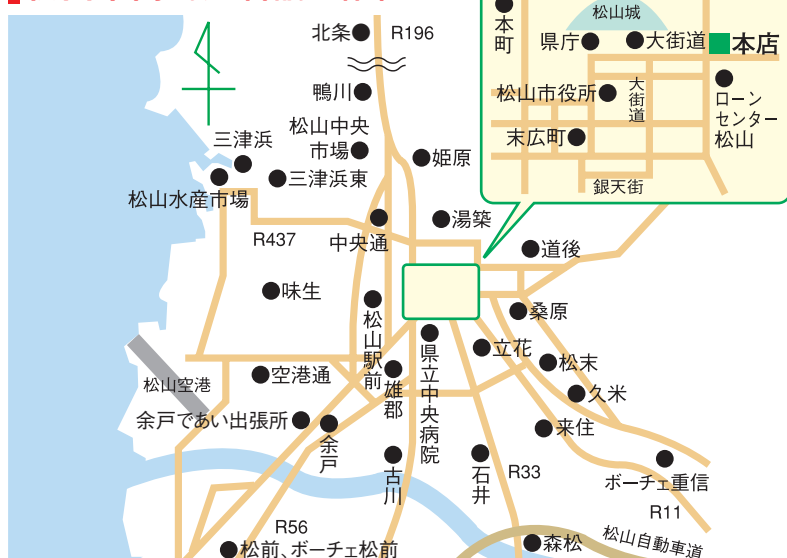 北条
R196
鴨川
松山中央
市場
三津浜
三津浜東
松山水産市場
姫原
湯築
中央通
R437
道後
味生
松山駅前
桑原
立花
松末
久米
来住
県立中央病院
雄郡
空港通
松山空港
余戸であい出張所
余戸
古川
石井
R33
ボーチェ重信
R11
R56
松前、ボーチェ松前
森松
松山自動車道
本町
松山城
県庁
大街道
本店
松山市役所
大街道
ローン
センター
松山
末広町
銀天街